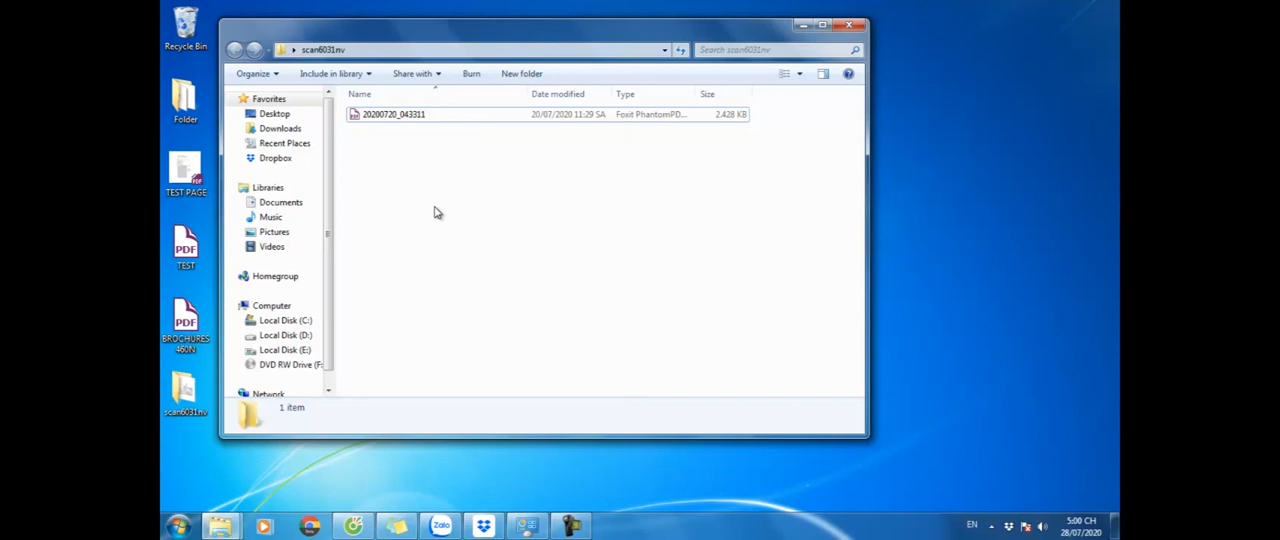 Recycle Bin
Folder
TEST PAGE
PDF
TEST
PDF
BROCHURES
460N
scan6031nv
scan6031nv
Search scan6031nv
Organize
Include in library
Share with
Burn
New folder
Name
Date modified
Type
Size
20200720_043311
20/07/2020 11:29 SA
Foxit PhantomPD...
2.428 KB
Favorites
Desktop
Downloads
Recent Places
Dropbox
Libraries
Documents
Music
Pictures
Videos
Homegroup
Computer
Local Disk (C:)
Local Disk (D:)
Local Disk (E:)
DVD RW Drive (F:
Network
1 item
Zalo
EN
5:00 CH
28/07/2020